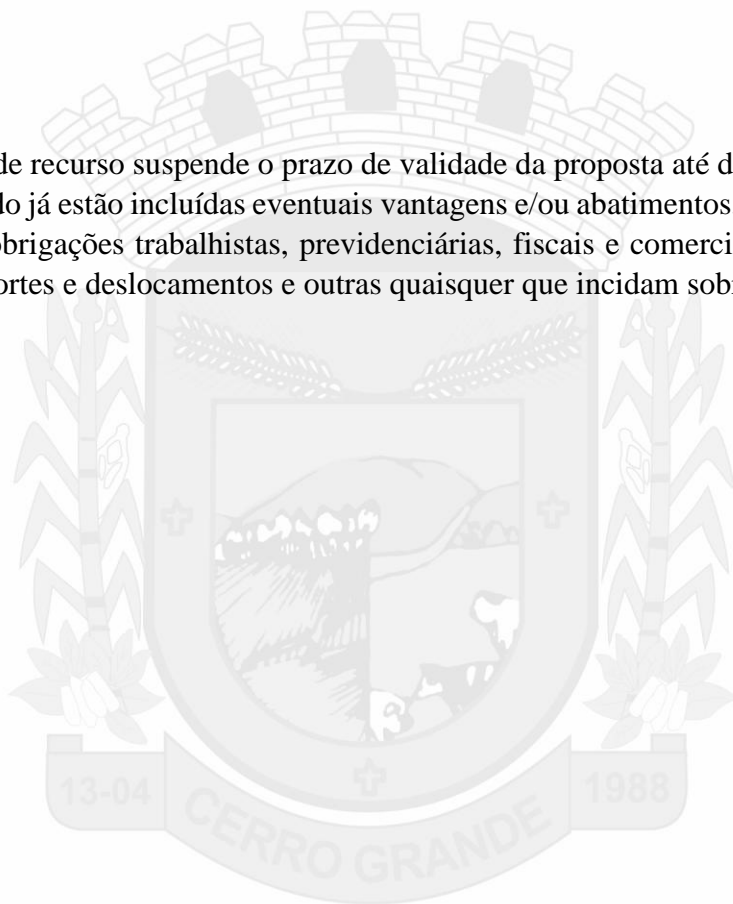 de recurso suspende o prazo de validade da proposta até d
do já estão incluídas eventuais vantagens e/ou abatimentos
obrigações trabalhistas, previdenciárias, fiscais e comerci
ortes e deslocamentos e outras quaisquer que incidam sob
13-04
CERRO GRANDE
1988